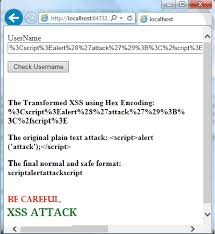 http://localhost:64731
localhost
UserName
%3Cscript%3Ealert%28%27attack%27%29%3B%3C%2fscript%3E
Check Username
The Transformed XSS using Hex Encoding:
%3Cscript%3Ealert%28%27attack%27%29%3B%
3C%2fscript%3E
The original plain text attack: <script>alert
('attack');</script>
The final and safe format:
scriptalertattackscript
BE CAREFUL,
XSS ATTACK